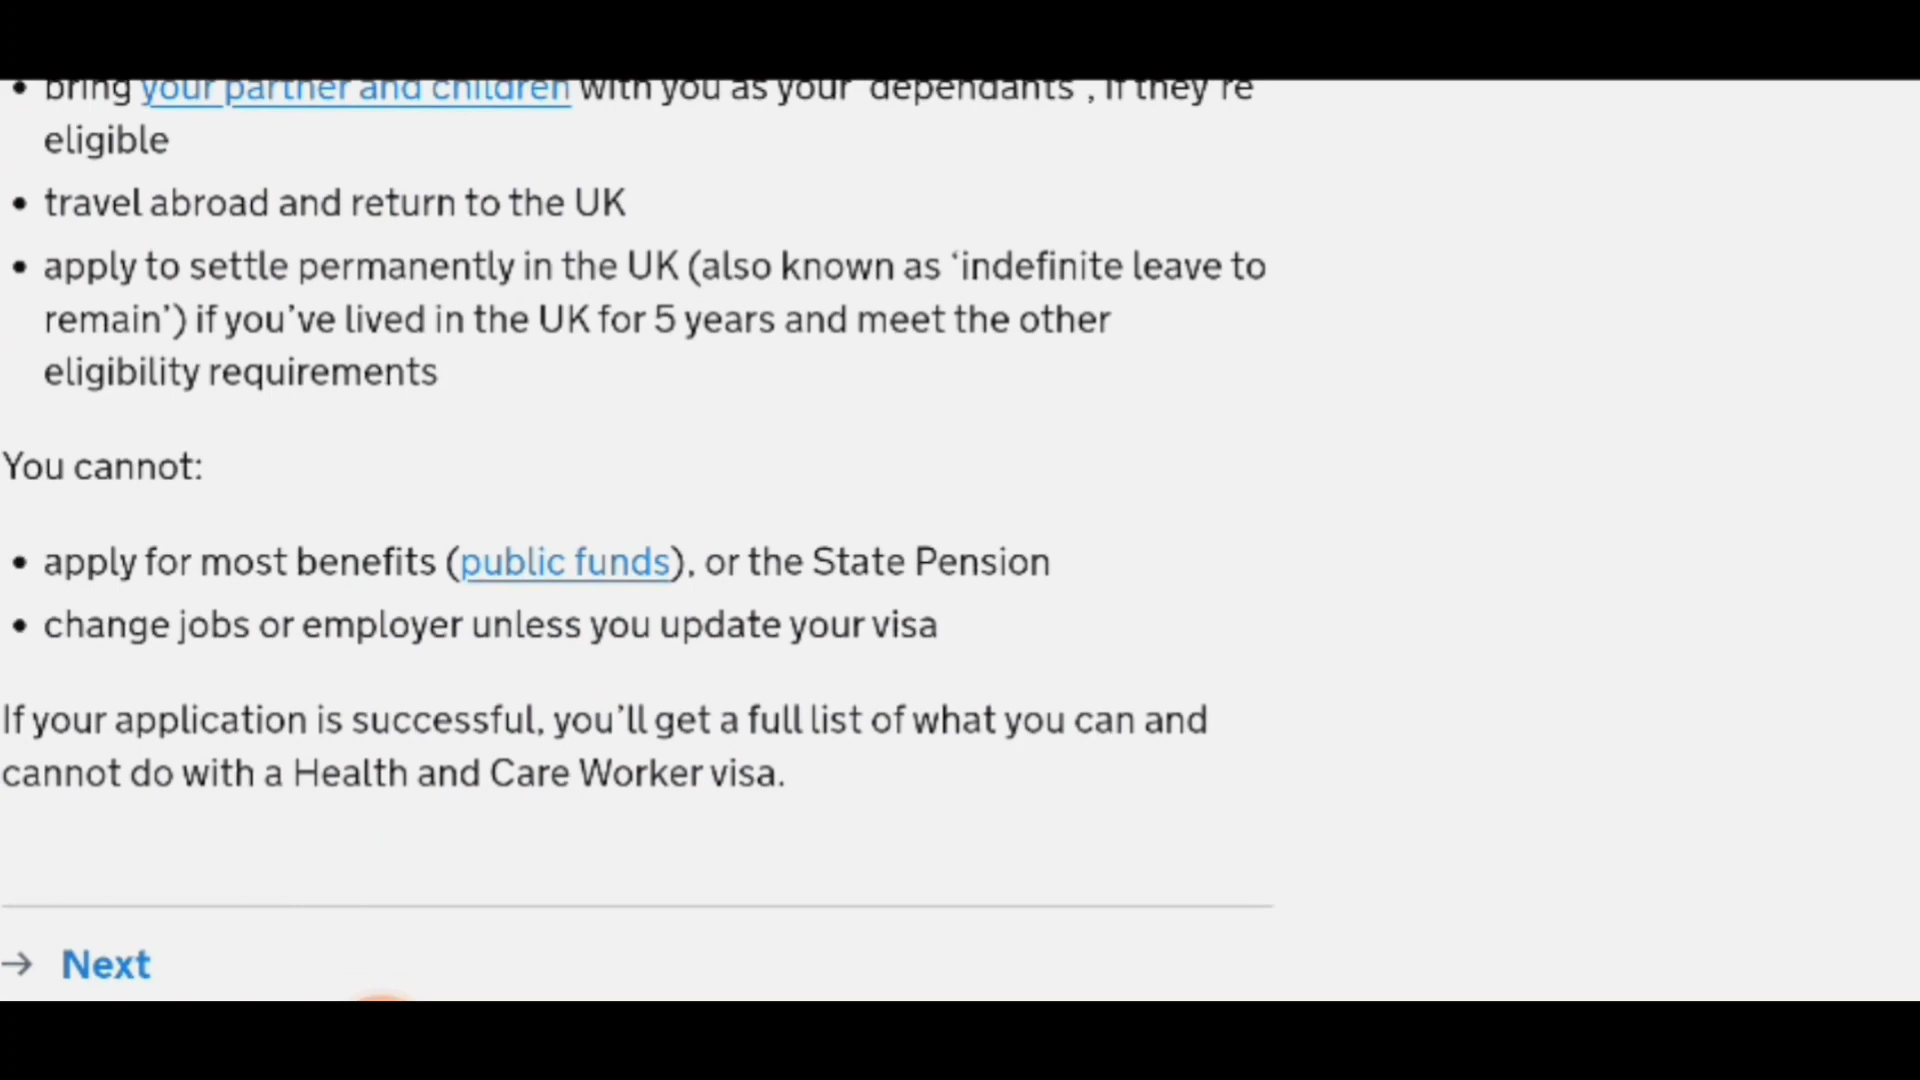 • bring your partner and children with you as your ‘dependants’, if they’re
eligible
• travel abroad and return to the UK
• apply to settle permanently in the UK (also known as ‘indefinite leave to
remain’) if you’ve lived in the UK for 5 years and meet the other
eligibility requirements
You cannot:
• apply for most benefits (public funds), or the State Pension
• change jobs or employer unless you update your visa
If your application is successful, you’ll get a full list of what you can and
cannot do with a Health and Care Worker visa.
→ Next